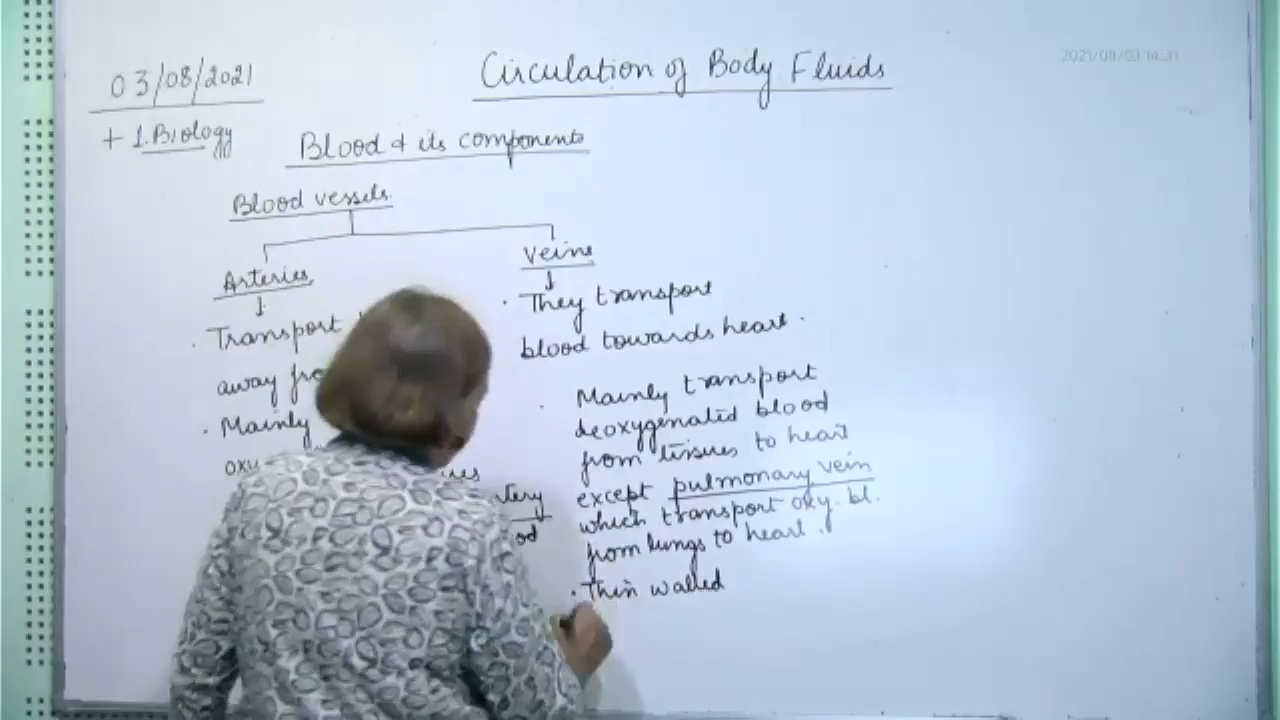 03/08/2021
Circulation of Body Fluids
+ 1.Biology
Blood & its components
Blood vessels.
Arteries
Veins
· Transport
away
· Mainly
· They transport
blood towards heart.
· Mainly transport
deoxygenated blood
from tissues to heart
except pulmonary vein
which transport oxy. bl.
from lungs to heart.
· Thin walled